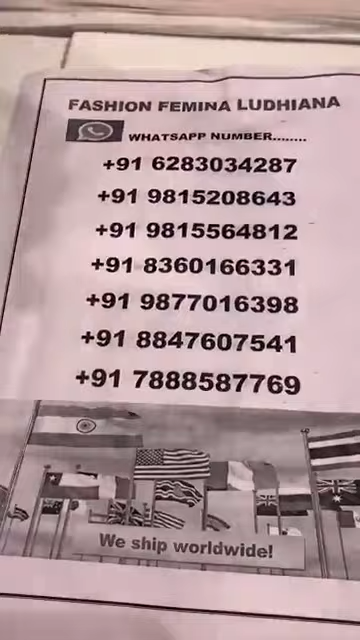 FASHION FEMINA LUDHIANA
WHATSAPP NUMBER........
+91 6283034287
+91 9815208643
+91 9815564812
+91 8360166331
+91 9877016398
+91 8847607541
+91 7888587769
We ship worldwide!